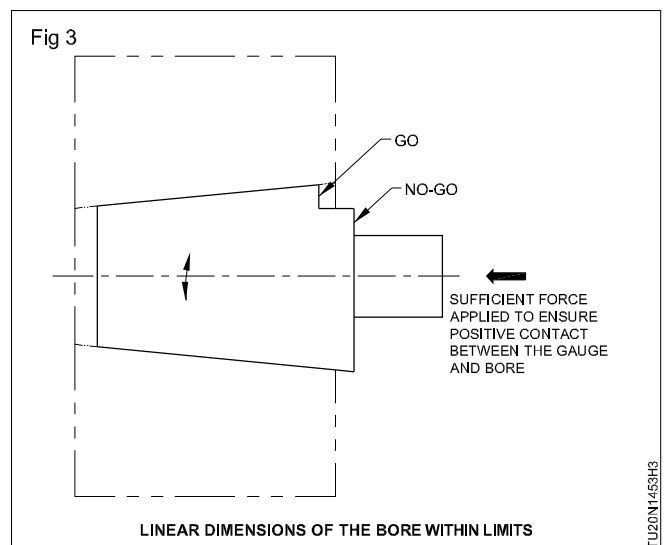 Fig 3
GO
NO-GO
SUFFICIENT FORCE
APPLIED TO ENSURE
POSITIVE CONTACT
BETWEEN THE GAUGE
AND BORE
LINEAR DIMENSIONS OF THE BORE WITHIN LIMITS
TU20N1453H3